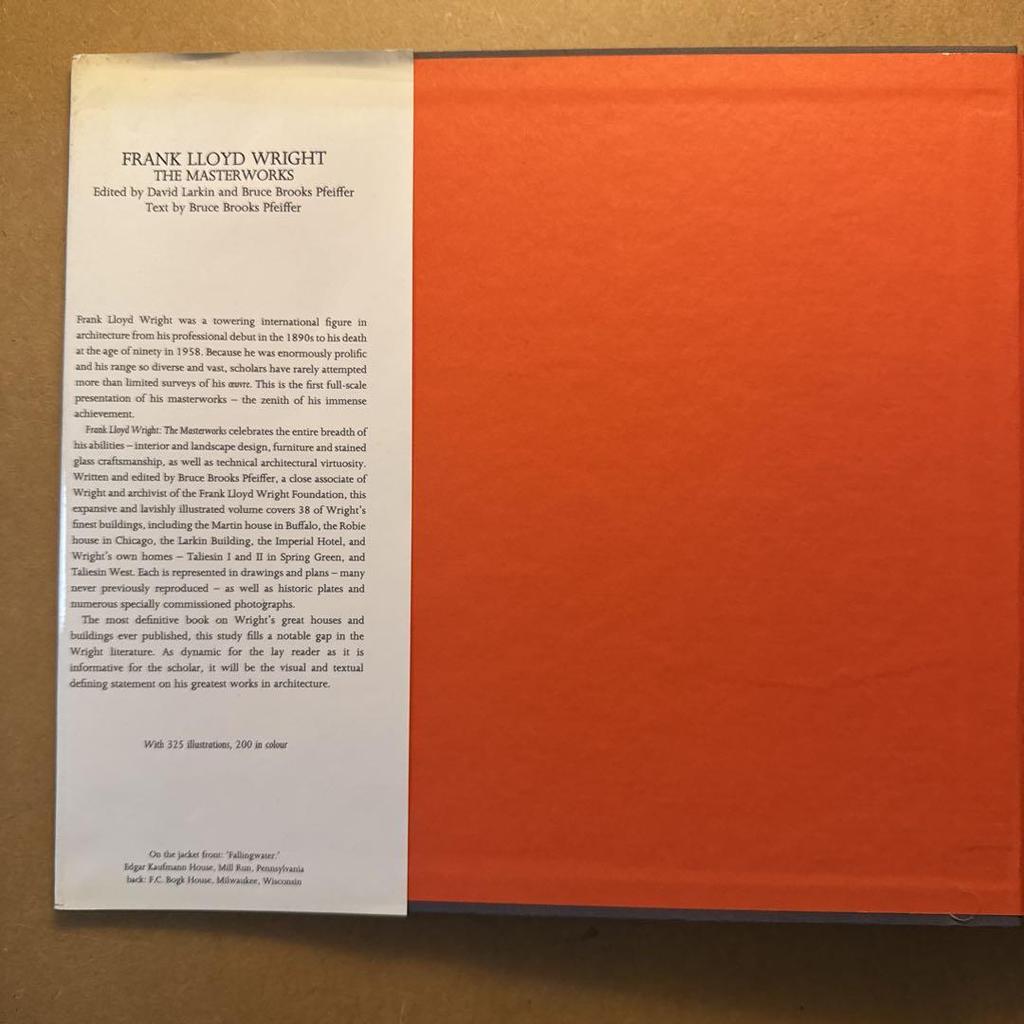 FRANK LLOYD WRIGHT
THE MASTERWORKS
Edited by David Larkin and Bruce Brooks Pfeiffer
Text by Bruce Brooks Pfeiffer
Frank Lloyd Wright was a towering international figure in
architecture from his professional debut in the 1890s to his death
at the age of ninety in 1958. Because he was enormously prolific
and his range so diverse and vast, scholars have rarely attempted
more than limited surveys of his œuvre. This is the first full-scale
presentation of his masterworks – the zenith of his immense
achievement.
Frank Lloyd Wright: The Masterworks celebrates the entire breadth of
his abilities – interior and landscape design, furniture and stained
glass craftsmanship, as well as technical architectural virtuosity.
Written and edited by Bruce Brooks Pfeiffer, a close associate of
Wright and archivist of the Frank Lloyd Wright Foundation, this
expansive and lavishly illustrated volume covers 38 of Wright's
finest buildings, including the Martin house in Buffalo, the Robie
house in Chicago, the Larkin Building, the Imperial Hotel, and
Wright's own homes – Taliesin I and II in Spring Green, and
Taliesin West. Each is represented in drawings and plans – many
never previously reproduced – as well as historic plates and
numerous specially commissioned photographs.
The most definitive book on Wright's great houses and
buildings ever published, this study fills a notable gap in the
Wright literature. As dynamic for the lay reader as it is
informative for the scholar, it will be the visual and textual
defining statement on his greatest works in architecture.
With 325 illustrations, 200 in colour
On the jacket front: 'Fallingwater.'
Edgar Kaufmann House, Mill Run, Pennsylvania
back: F.C. Bogk House, Milwaukee, Wisconsin